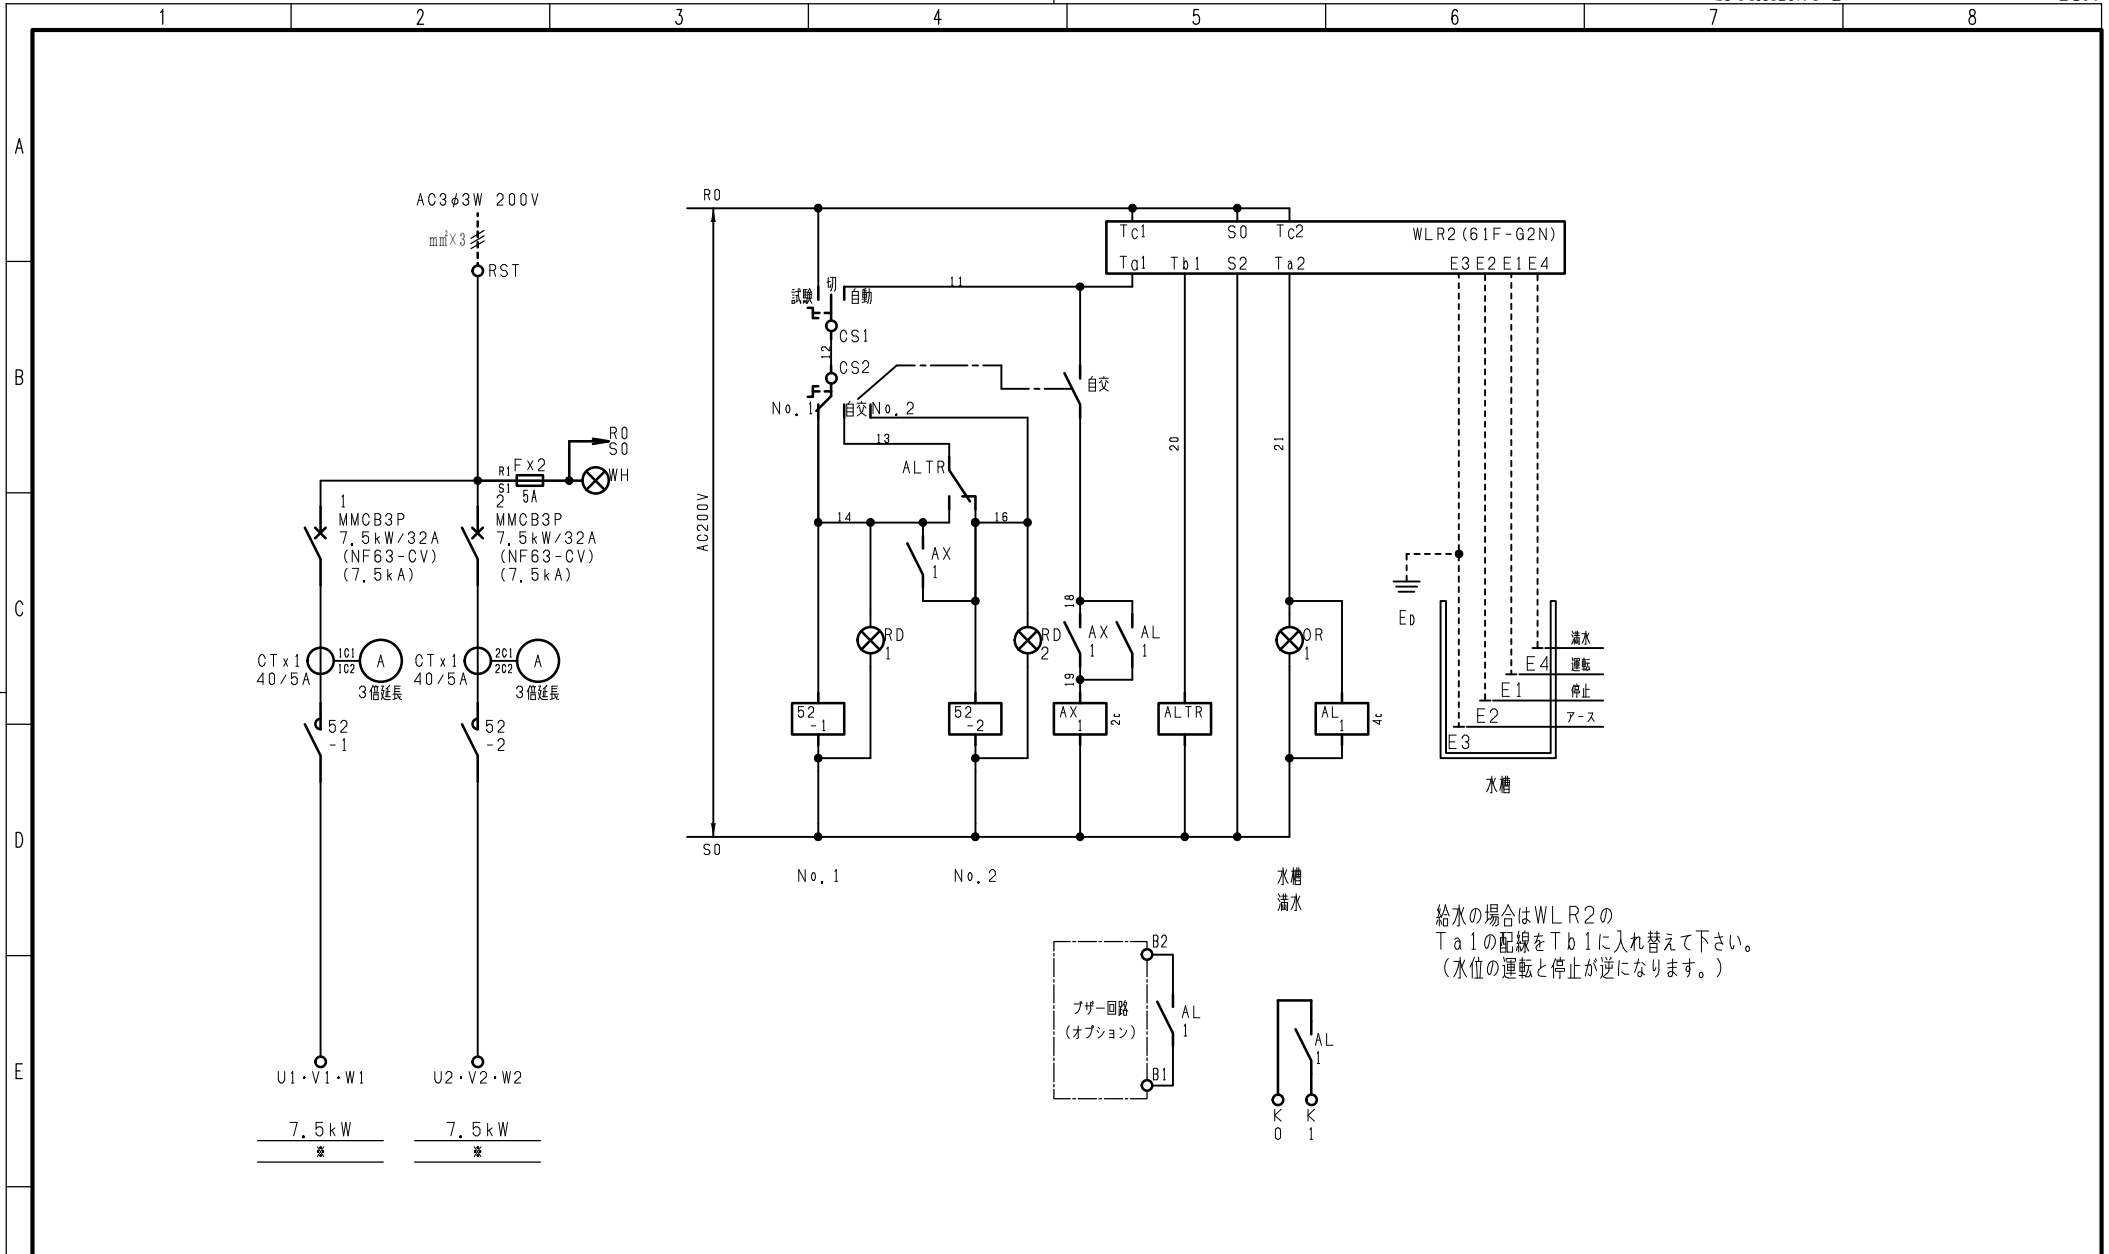 1 2 3 4 5 6 7 8
A
B
C
D
E
AC3φ3W 200V
mm²×3
RST
R0
S0
R1
S1
F×2
5A
WH
1
MMCB3P
7.5kW/32A
(NF63-CV)
(7.5kA)
2
MMCB3P
7.5kW/32A
(NF63-CV)
(7.5kA)
CT×1
40/5A
1C1
1C2
A
3倍延長
CT×1
40/5A
2C1
2C2
A
3倍延長
52
-1
52
-2
U1・V1・W1
U2・V2・W2
7.5kW
※
7.5kW
※
R0
AC200V
S0
試験
切
自動
11
CS1
12
CS2
No.1
自交
No.2
13
ALTR
14
16
AX
1
RD
1
RD
2
52
-1
52
-2
自交
18
AX
1
AL
1
19
AX
1
2c
20
ALTR
21
OR
1
AL
1
4c
Tc1 S0 Tc2 WLR2(61F-G2N)
Ta1 Tb1 S2 Ta2 E3 E2 E1 E4
ED
満水
E4
運転
E1
停止
E2
アース
E3
水槽
No.1
No.2
水槽
満水
給水の場合はWLR2の
Ta1の配線をTb1に入れ替えて下さい。
(水位の運転と停止が逆になります。)
B2
ブザー回路
(オプション)
AL
1
B1
AL
1
K
0
K
1